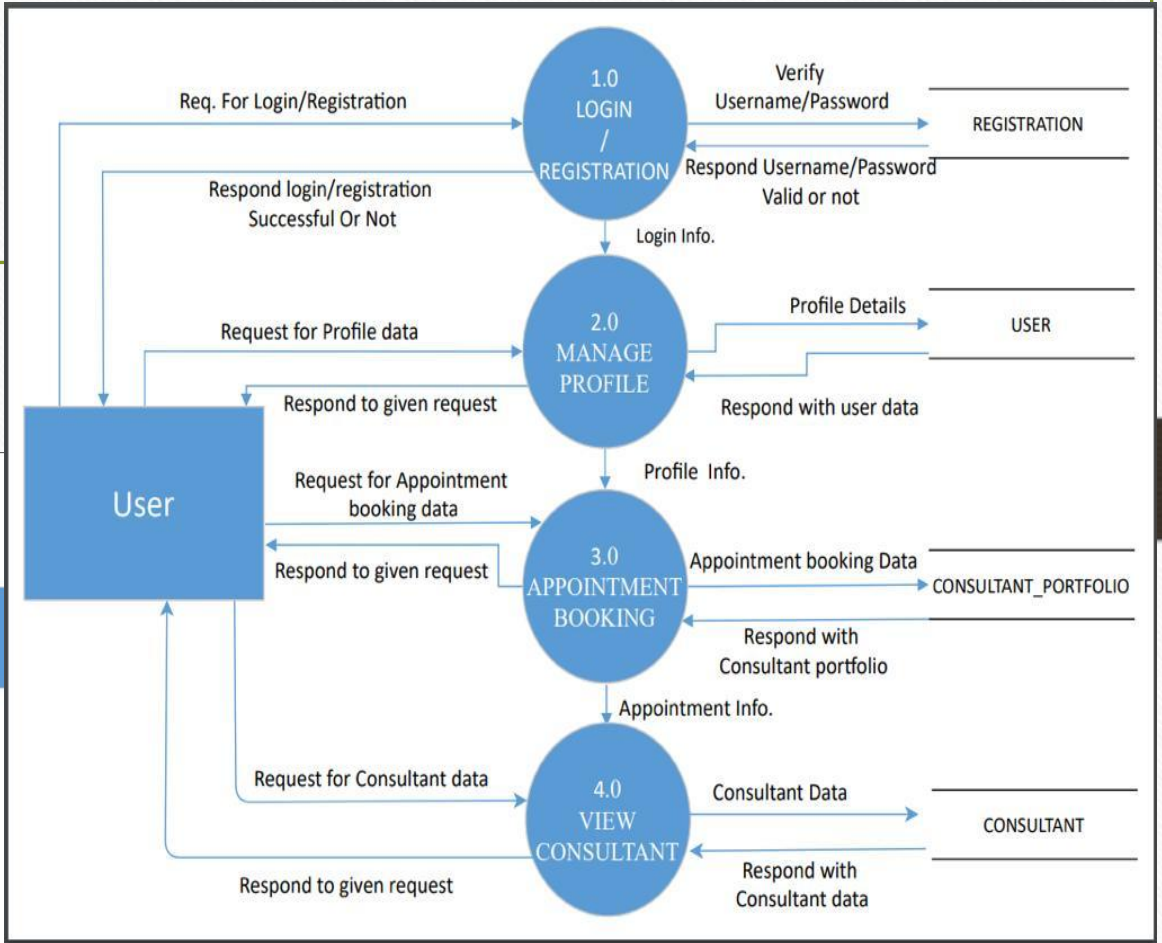 1.0
LOGIN
/
REGISTRATION
Req. For Login/Registration
Verify
Username/Password
REGISTRATION
Respond login/registration
Successful Or Not
Respond Username/Password
Valid or not
Login Info.
2.0
MANAGE
PROFILE
Request for Profile data
Profile Details
USER
Respond to given request
Respond with user data
Profile Info.
User
Request for Appointment
booking data
3.0
APPOINTMENT
BOOKING
Respond to given request
Appointment booking Data
CONSULTANT_PORTFOLIO
Respond with
Consultant portfolio
Appointment Info.
Request for Consultant data
4.0
VIEW
CONSULTANT
Consultant Data
CONSULTANT
Respond to given request
Respond with
Consultant data